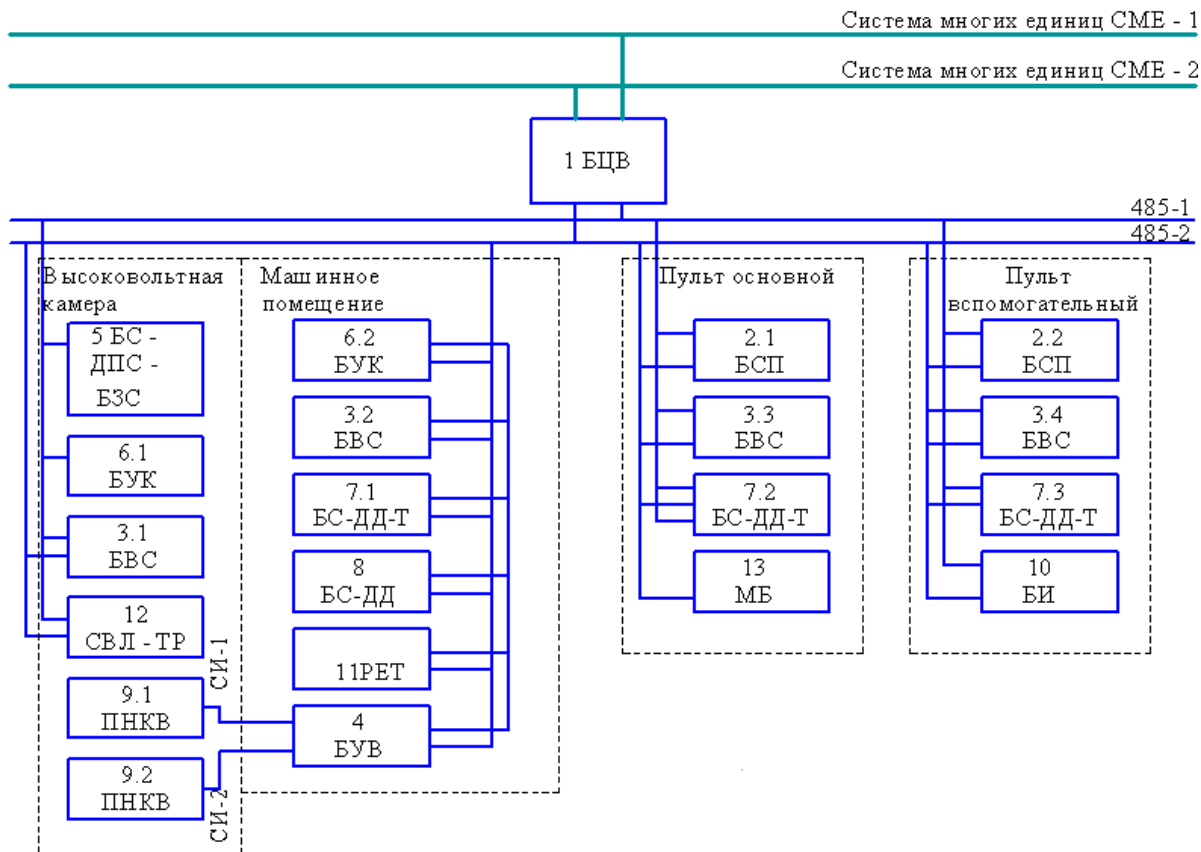 Система многих единиц СМЕ - 1
Система многих единиц СМЕ - 2
1 БЦВ
485-1
485-2
Высоковольтная
камера
5 БС -
ДПС -
БЗС
6.1
БУК
3.1
БВС
12
СВЛ - ТР
СИ-1
9.1
ПНКВ
9.2
ПНКВ
СИ-2
Машинное
помещение
6.2
БУК
3.2
БВС
7.1
БС-ДД-Т
8
БС-ДД
11РЕТ
4
БУВ
Пульт основной
2.1
БСП
3.3
БВС
7.2
БС-ДД-Т
13
МБ
Пульт
вспомогательный
2.2
БСП
3.4
БВС
7.3
БС-ДД-Т
10
БИ